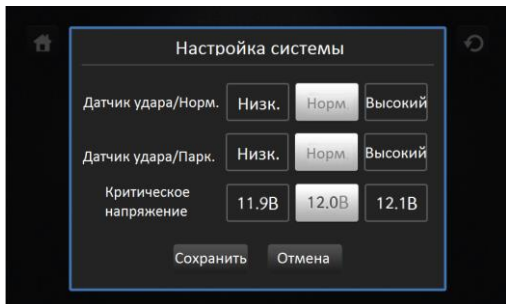 Настройка системы
Датчик удара/Норм. Низк. Норм Высокий
Датчик удара/Парк. Низк. Норм Высокий
Критическое
напряжение 11.9В 12.0В 12.1В
Сохранить Отмена